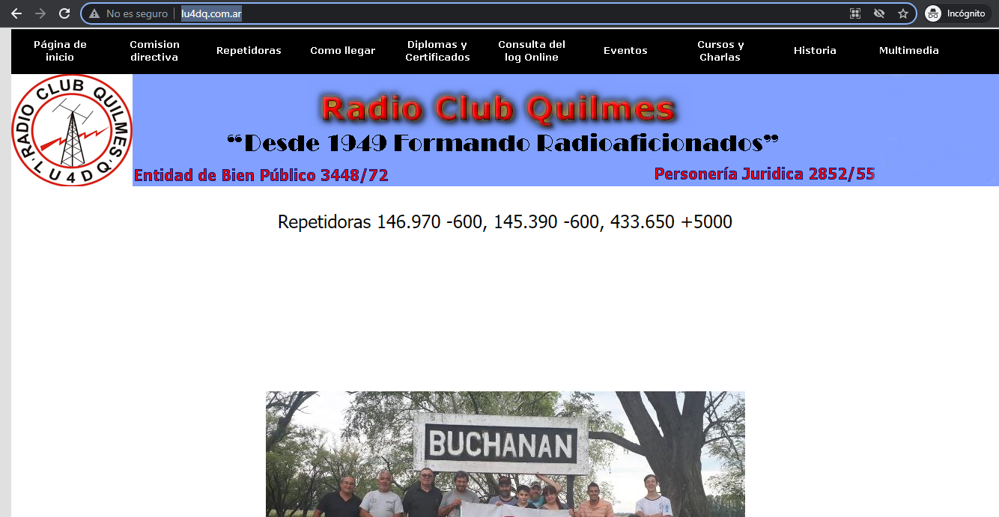 No es seguro
lu4dq.com.ar
Incógnito
Página de
inicio
Comision
directiva
Repetidoras
Como llegar
Diplomas y
Certificados
Consulta del
log Online
Eventos
Cursos y
Charlas
Historia
Multimedia
RADIO CLUB QUILMES
· LU4DQ ·
Radio Club Quilmes
“Desde 1949 Formando Radioaficionados”
Entidad de Bien Público 3448/72
Personería Juridica 2852/55
Repetidoras 146.970 -600, 145.390 -600, 433.650 +5000
BUCHANAN